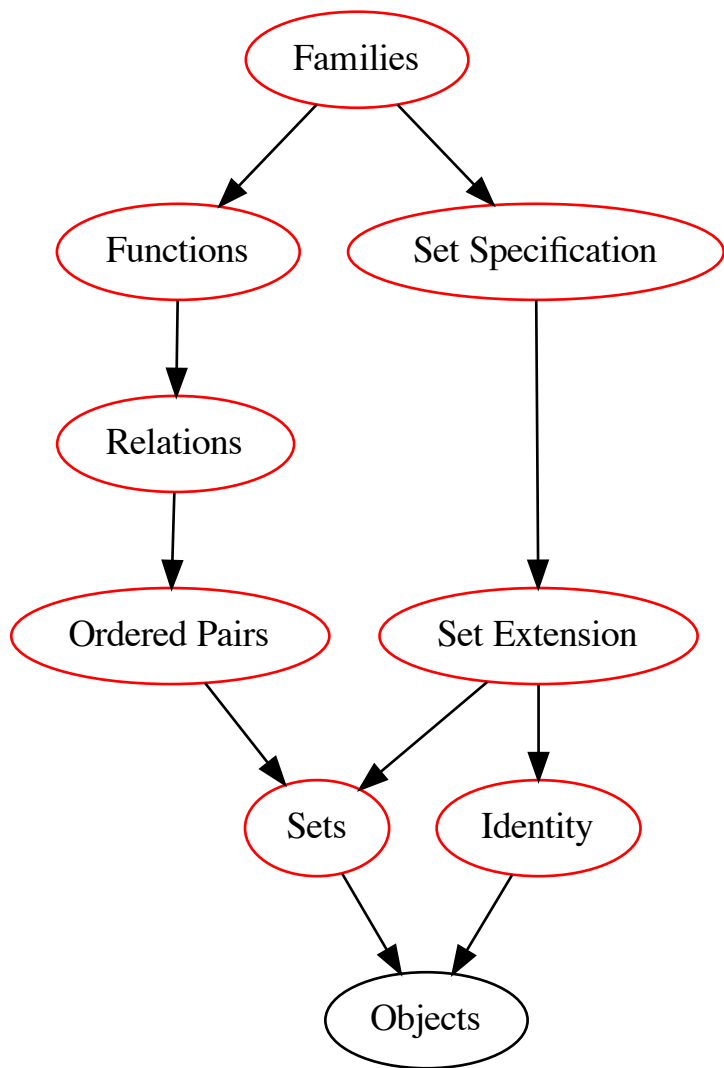 Families
Functions
Set Specification
Relations
Ordered Pairs
Set Extension
Sets
Identity
Objects